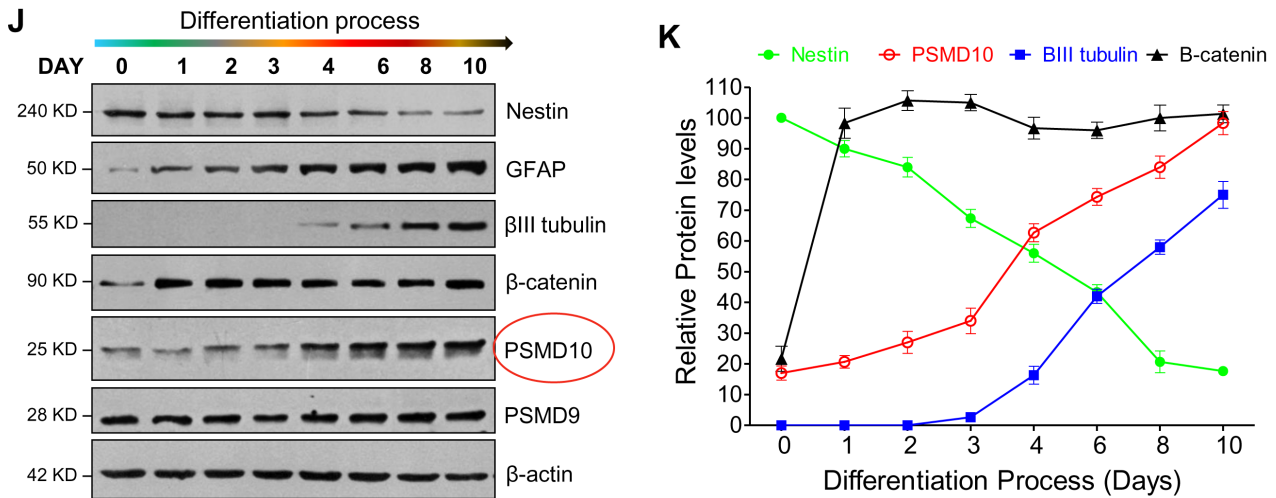 J
Differentiation process
DAY 0 1 2 3 4 6 8 10
240 KD Nestin
50 KD GFAP
55 KD βIII tubulin
90 KD β-catenin
25 KD PSMD10
28 KD PSMD9
42 KD β-actin
K
Nestin PSMD10 BIII tubulin B-catenin
Relative Protein levels
110
100
90
80
70
60
50
40
30
20
10
0
0 1 2 3 4 6 8 10
Differentiation Process (Days)